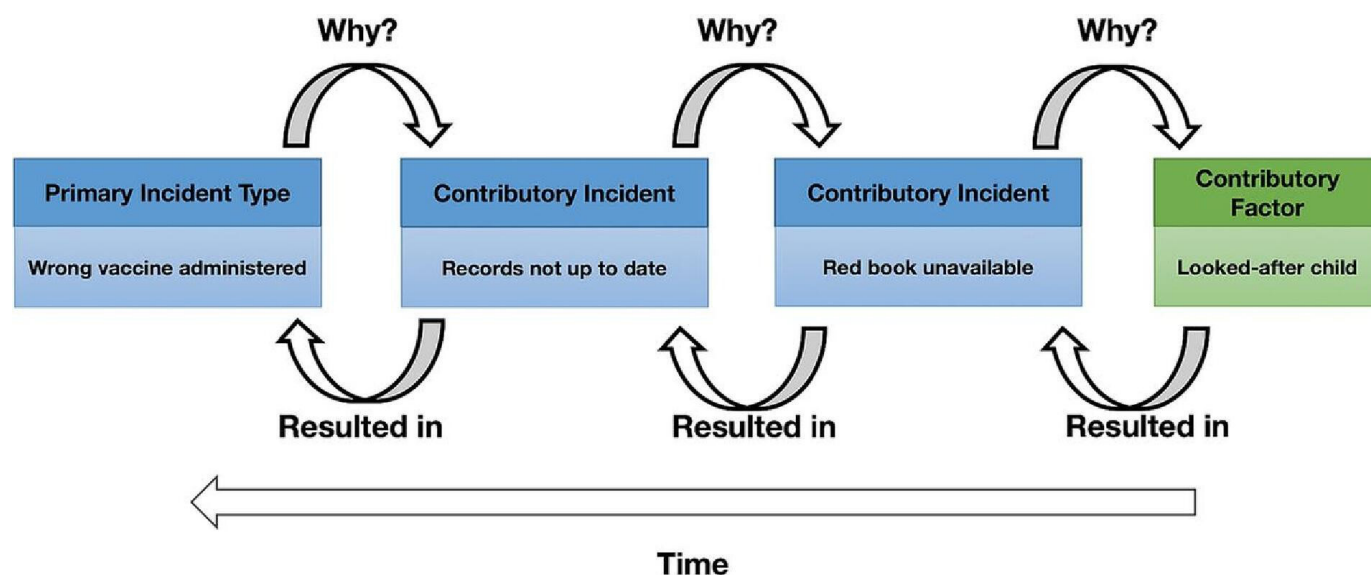 Why?
Why?
Why?
Primary Incident Type
Wrong vaccine administered
Contributory Incident
Records not up to date
Contributory Incident
Red book unavailable
Contributory
Factor
Looked-after child
Resulted in
Resulted in
Resulted in
Time